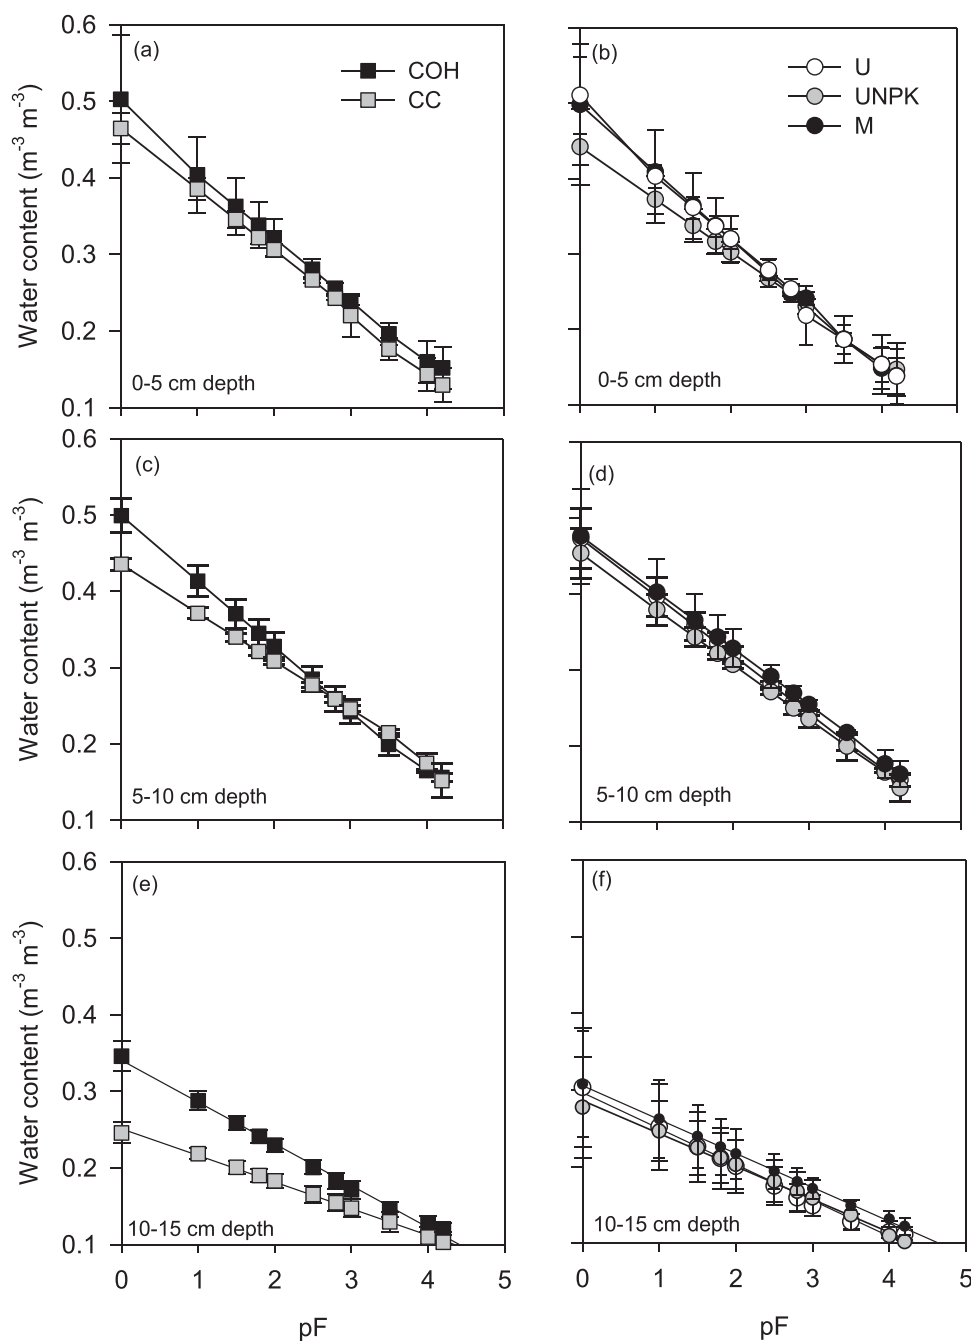 0.6
0.5
0.4
0.3
0.2
0.1
Water content (m⁻³ m⁻³)
(a)
COH
CC
0-5 cm depth
(b)
U
UNPK
M
0-5 cm depth
0.6
0.5
0.4
0.3
0.2
0.1
Water content (m⁻³ m⁻³)
(c)
5-10 cm depth
(d)
5-10 cm depth
0.6
0.5
0.4
0.3
0.2
0.1
Water content (m⁻³ m⁻³)
(e)
10-15 cm depth
0 1 2 3 4 5
pF
(f)
10-15 cm depth
0 1 2 3 4 5
pF